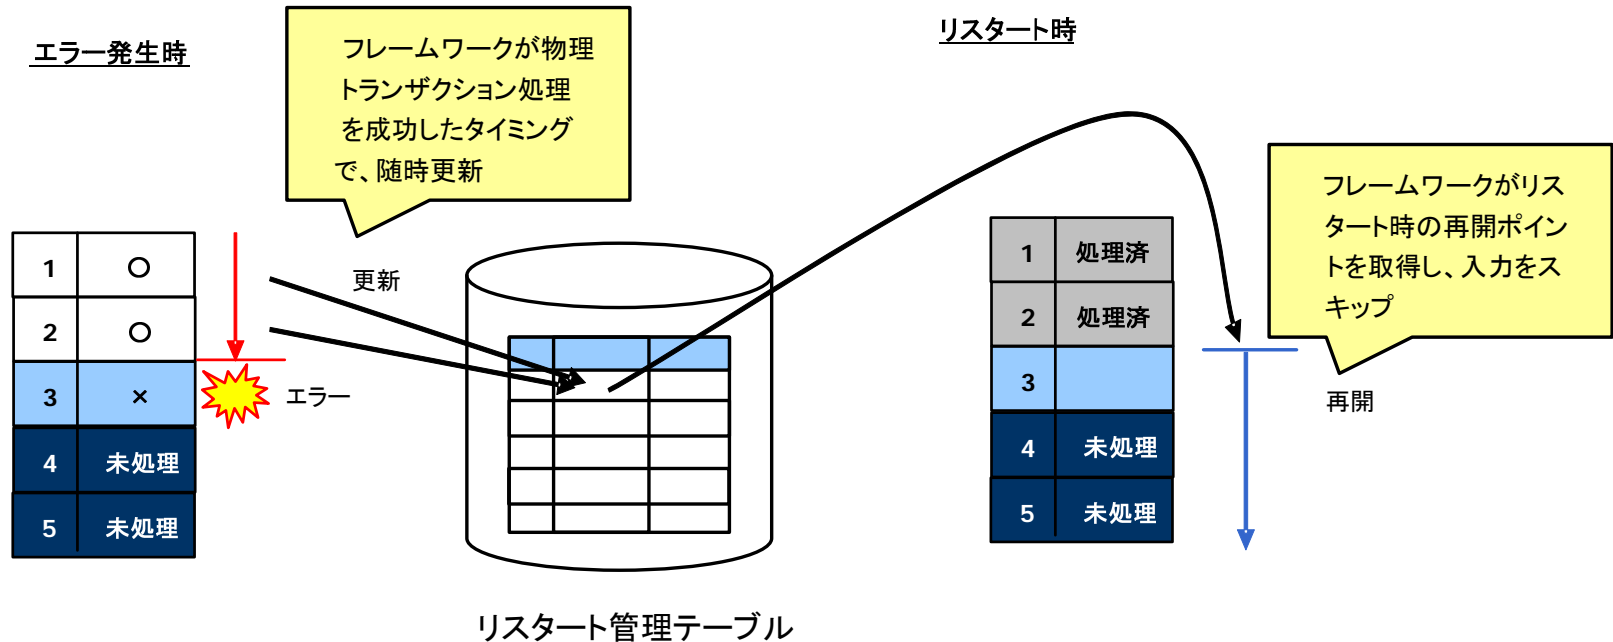 エラー発生時
フレームワークが物理
トランザクション処理
を成功したタイミング
で、随時更新
1 ○
2 ○
3 ×
4 未処理
5 未処理
エラー
更新
リスタート管理テーブル
リスタート時
1 処理済
2 処理済
3
4 未処理
5 未処理
フレームワークがリス
タート時の再開ポイン
トを取得し、入力をス
キップ
再開